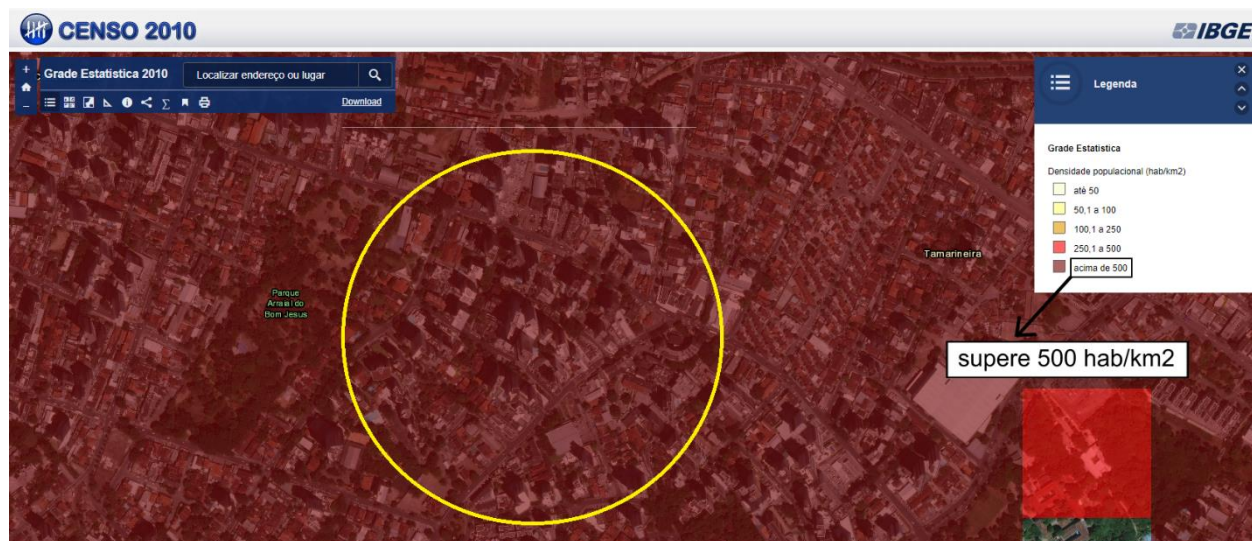 CENSO 2010
IBGE
Grade Estatistica 2010
Localizar endereço ou lugar
Download
Legenda
Grade Estatistica
Densidade populacional (hab/km2)
até 50
50,1 a 100
100,1 a 250
250,1 a 500
acima de 500
Tamarineira
Parque
Arraial do
Bom Jesus
supere 500 hab/km2